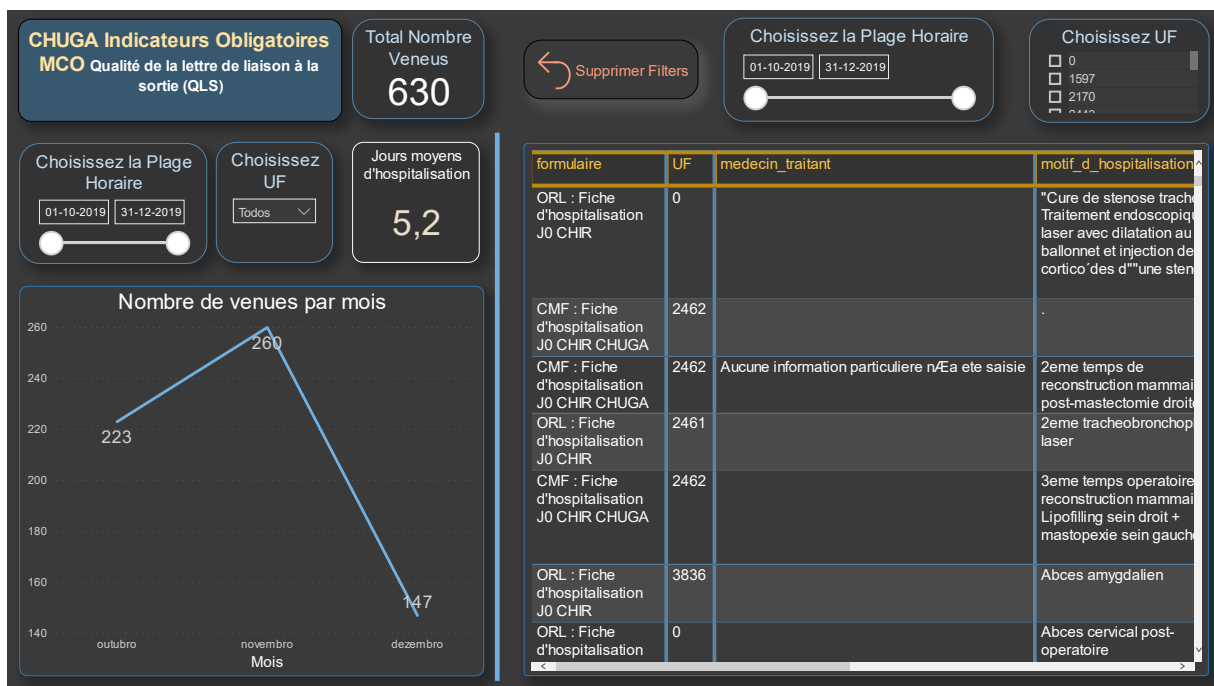 CHUGA Indicateurs Obligatoires
MCO Qualité de la lettre de liaison à la
sortie (QLS)
Total Nombre
Veneus
630
Supprimer Filters
Choisissez la Plage Horaire
01-10-2019 31-12-2019
Choisissez UF
0
1597
2170
Choisissez la Plage
Horaire
01-10-2019 31-12-2019
Choisissez
UF
Todos
Jours moyens
d'hospitalisation
5,2
Nombre de venues par mois
260
240
220
200
180
160
140
223
260
147
outubro novembro dezembro
Mois
formulaire UF medecin_traitant motif_d_hospitalisation
ORL : Fiche
d'hospitalisation
J0 CHIR
0
"Cure de stenose trache
Traitement endoscopiqu
laser avec dilatation au
ballonnet et injection de
cortico´des d""une sten
CMF : Fiche
d'hospitalisation
J0 CHIR CHUGA
2462
.
CMF : Fiche
d'hospitalisation
J0 CHIR CHUGA
2462
Aucune information particuliere nÆa ete saisie
2eme temps de
reconstruction mammai
post-mastectomie droite
ORL : Fiche
d'hospitalisation
J0 CHIR
2461
2eme tracheobronchop
laser
CMF : Fiche
d'hospitalisation
J0 CHIR CHUGA
2462
3eme temps operatoire
reconstruction mammai
Lipofilling sein droit +
mastopexie sein gauche
ORL : Fiche
d'hospitalisation
J0 CHIR
3836
Abces amygdalien
ORL : Fiche
d'hospitalisation
0
Abces cervical post-
operatoire